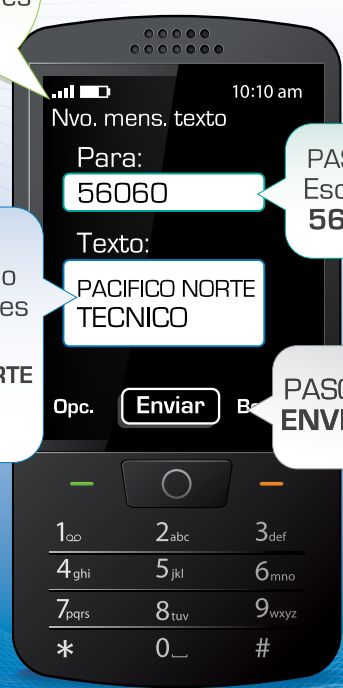 10:10 am
Nvo. mens. texto
Para:
56060
Texto:
PACIFICO NORTE
TECNICO
Opc.
Enviar
ENVI
1
2abc
3def
4ghi
5jkl
6mno
7pqrs
8tuv
9wxyz
*
0
#